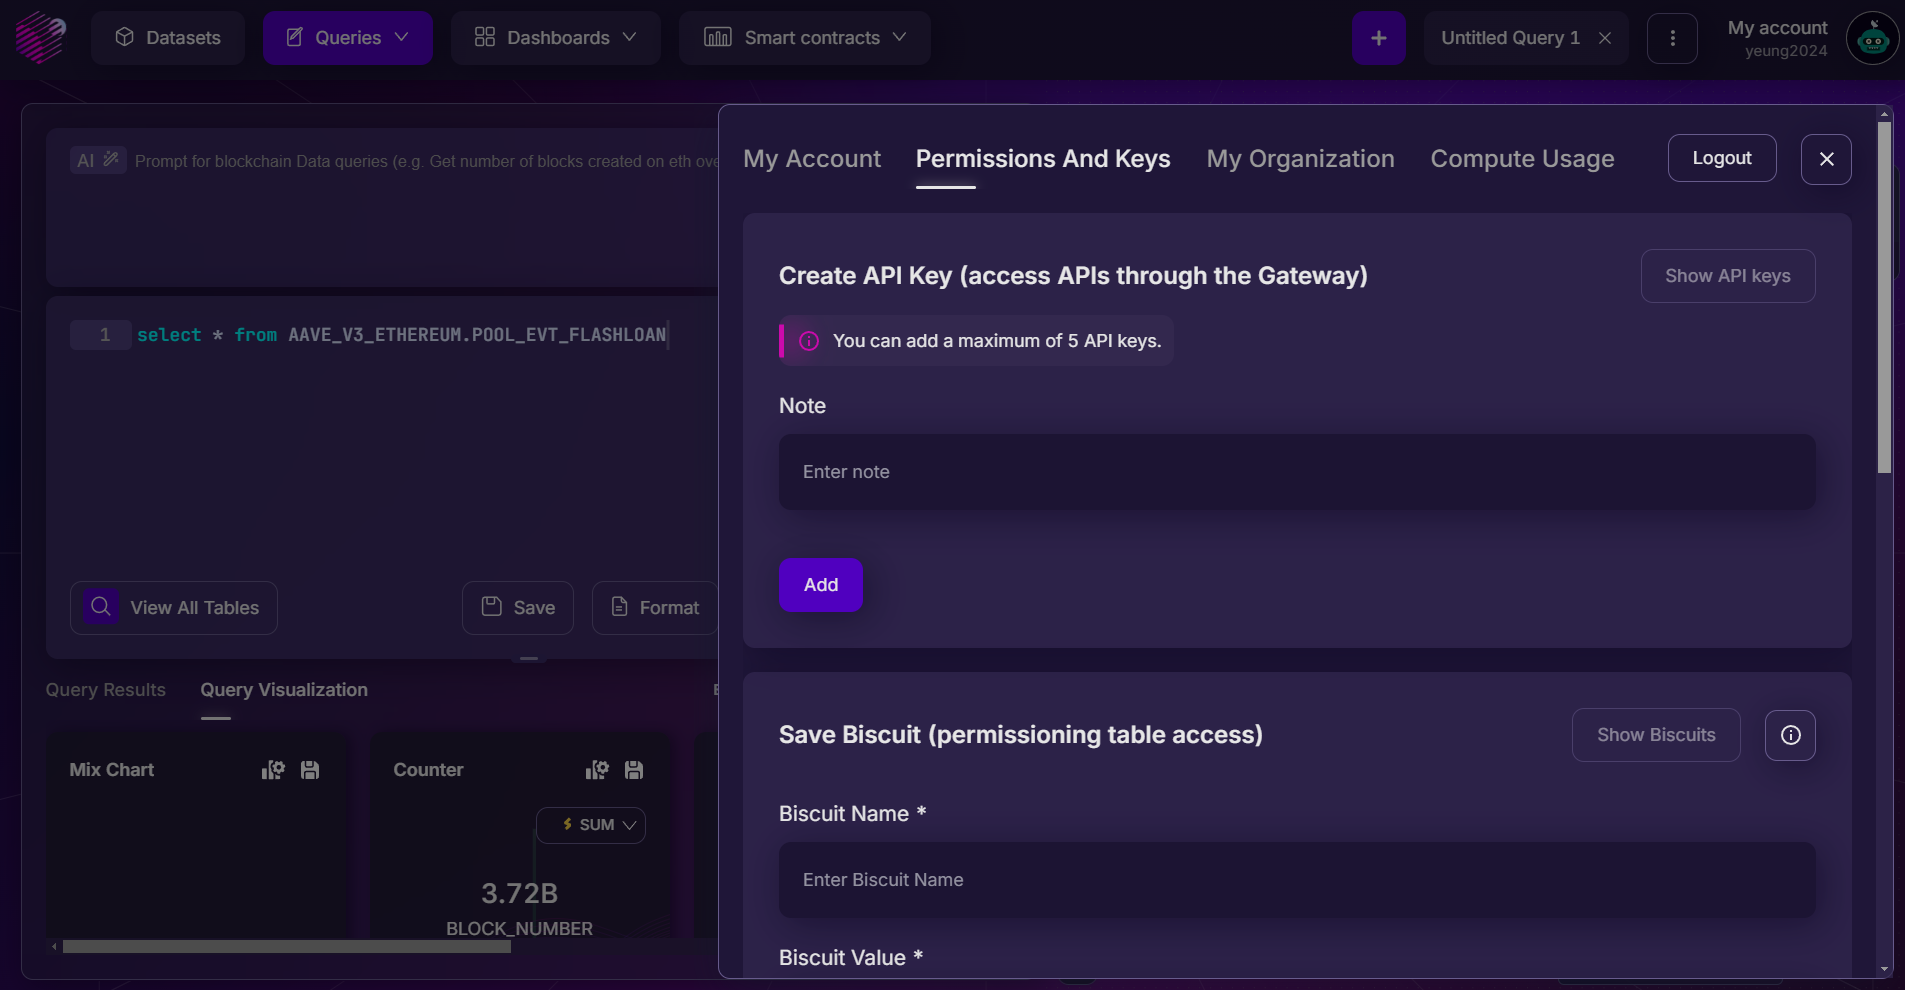 Datasets
Queries
Dashboards
Smart contracts
Untitled Query 1
My account
yeung2024
AI
Prompt for blockchain Data queries (e.g. Get number of blocks created on eth ove
1
select * from AAVE_V3_ETHEREUM.POOL_EVT_FLASHLOAN
View All Tables
Save
Format
Query Results
Query Visualization
Mix Chart
Counter
SUM
3.72B
BLOCK_NUMBER
My Account
Permissions And Keys
My Organization
Compute Usage
Logout
Create API Key (access APIs through the Gateway)
Show API keys
You can add a maximum of 5 API keys.
Note
Enter note
Add
Save Biscuit (permissioning table access)
Show Biscuits
Biscuit Name *
Enter Biscuit Name
Biscuit Value *